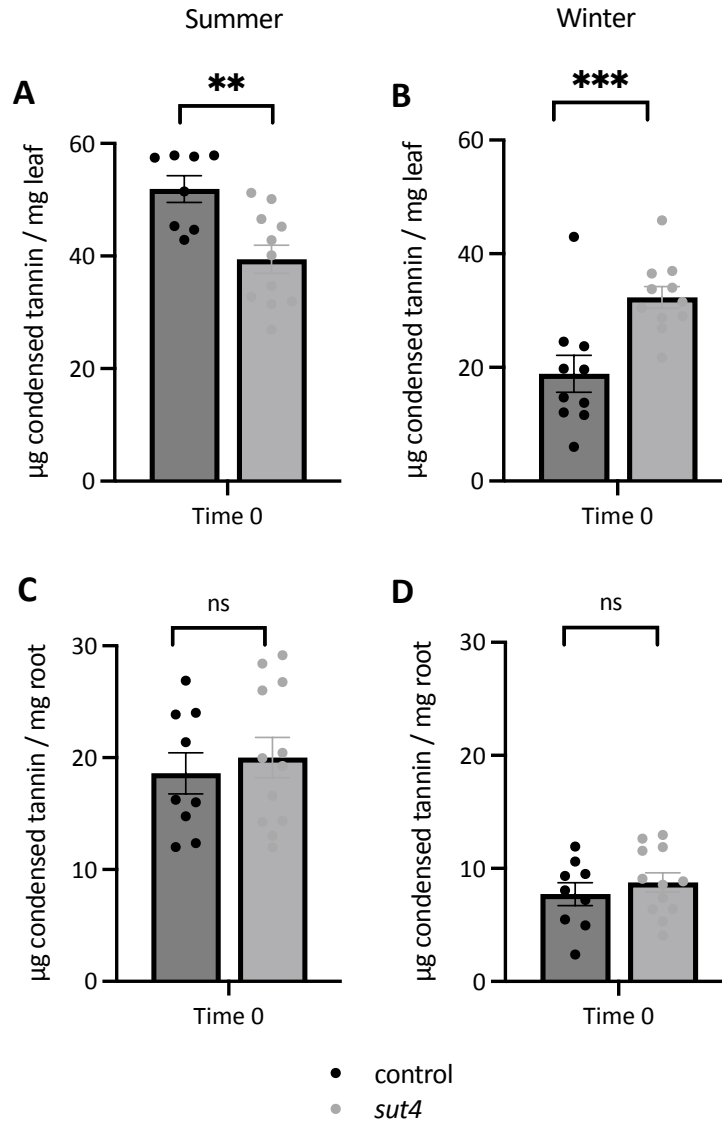 Summer
Winter
A
**
60
40
20
0
µg condensed tannin / mg leaf
Time 0
B
***
60
40
20
0
µg condensed tannin / mg leaf
Time 0
C
ns
30
20
10
0
µg condensed tannin / mg root
Time 0
D
ns
30
20
10
0
µg condensed tannin / mg root
Time 0
control
sut4